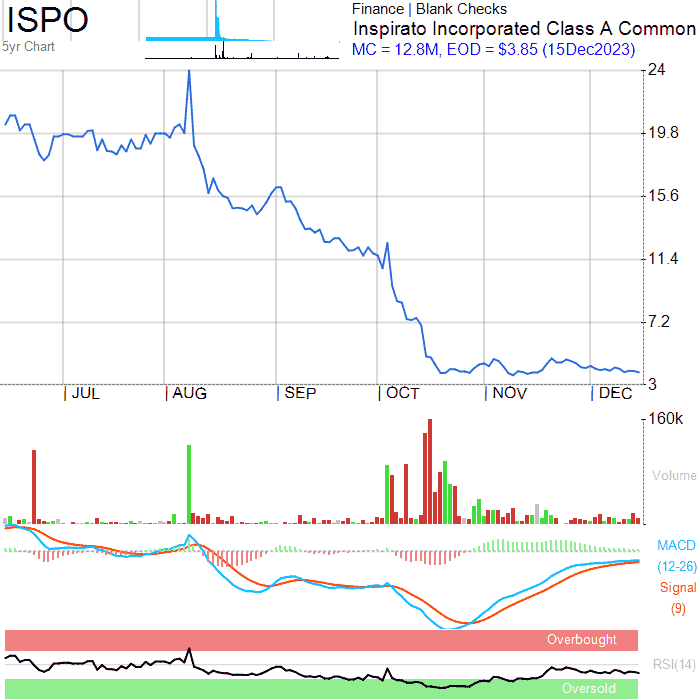 ISPO
5yr Chart
Finance | Blank Checks
Inspirato Incorporated Class A Common
MC = 12.8M, EOD = $3.85 (15Dec2023)
24
19.8
15.6
11.4
7.2
3
JUL AUG SEP OCT NOV DEC
160k
Volume
MACD
(12-26)
Signal
(9)
Overbought
RSI(14)
Oversold